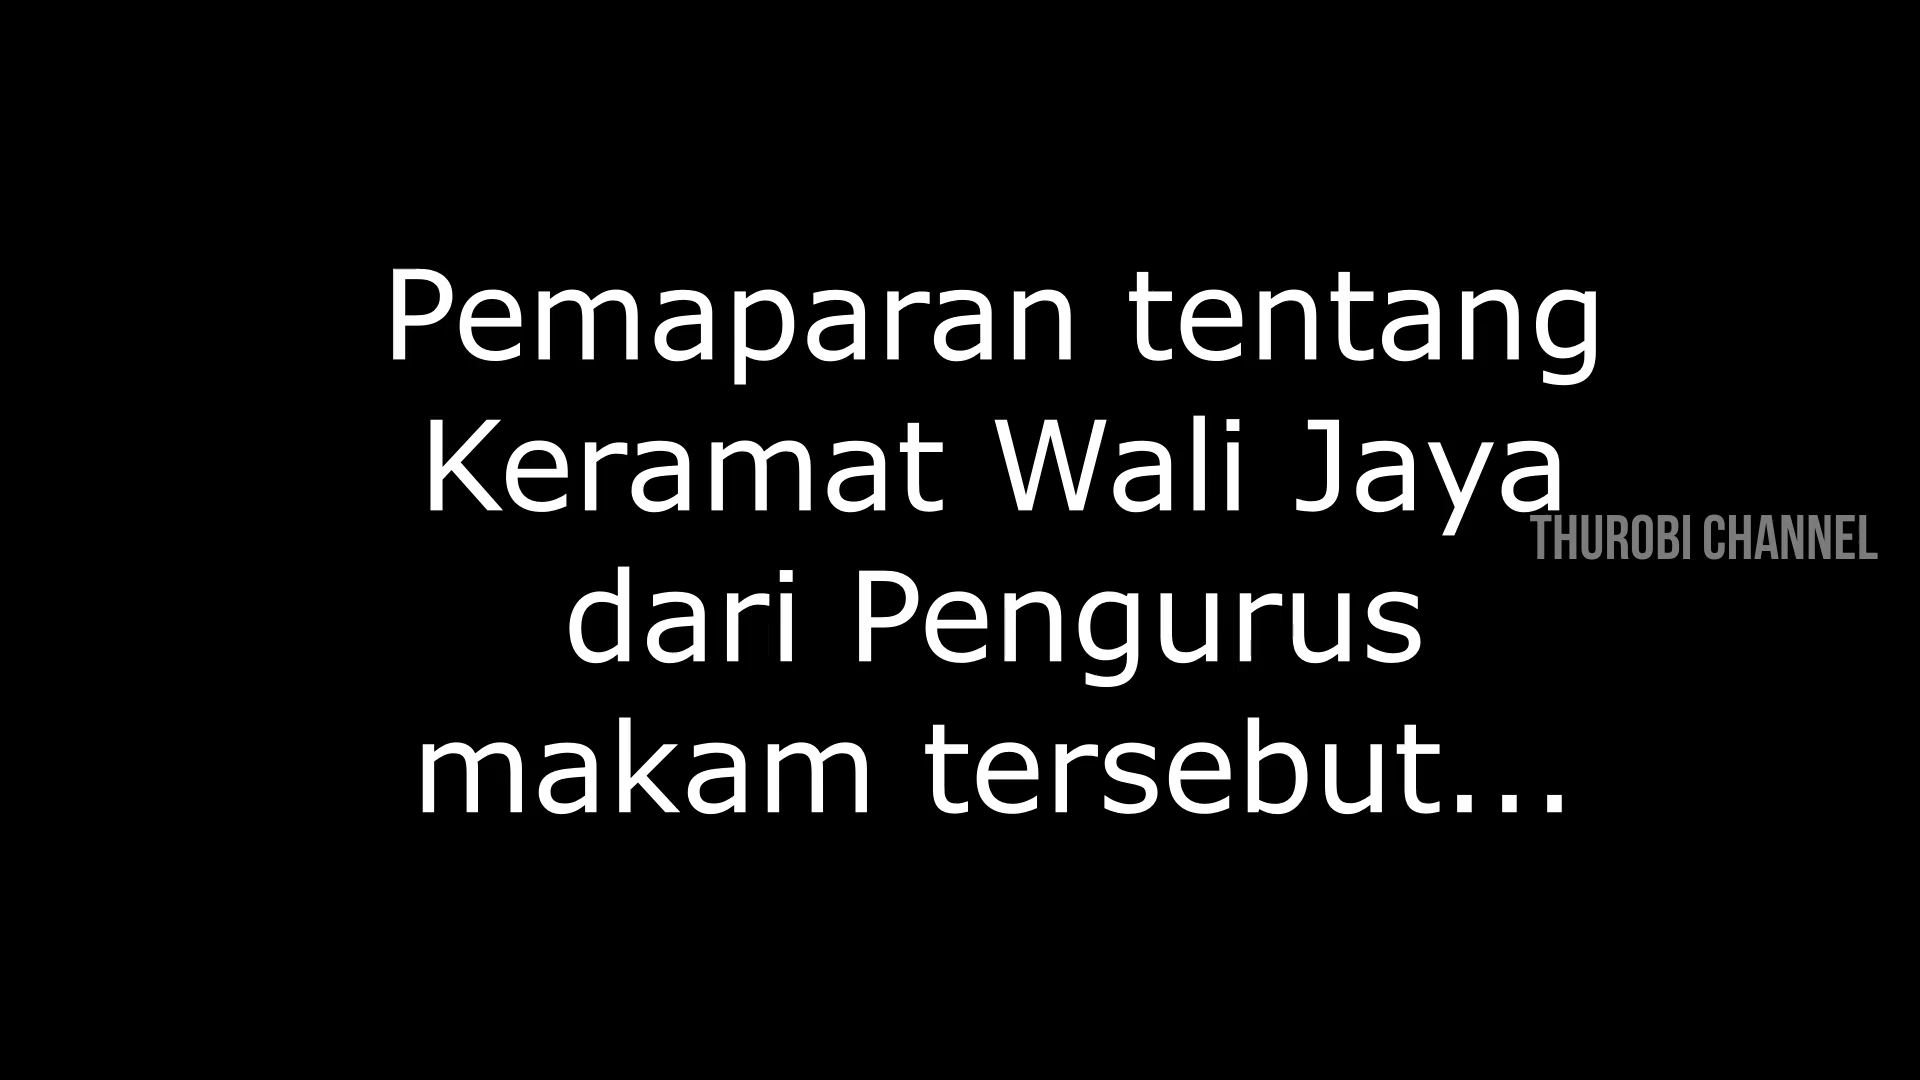 Pemaparan tentang
Keramat Wali Jaya
THUROBI CHANNEL
dari Pengurus
makam tersebut...